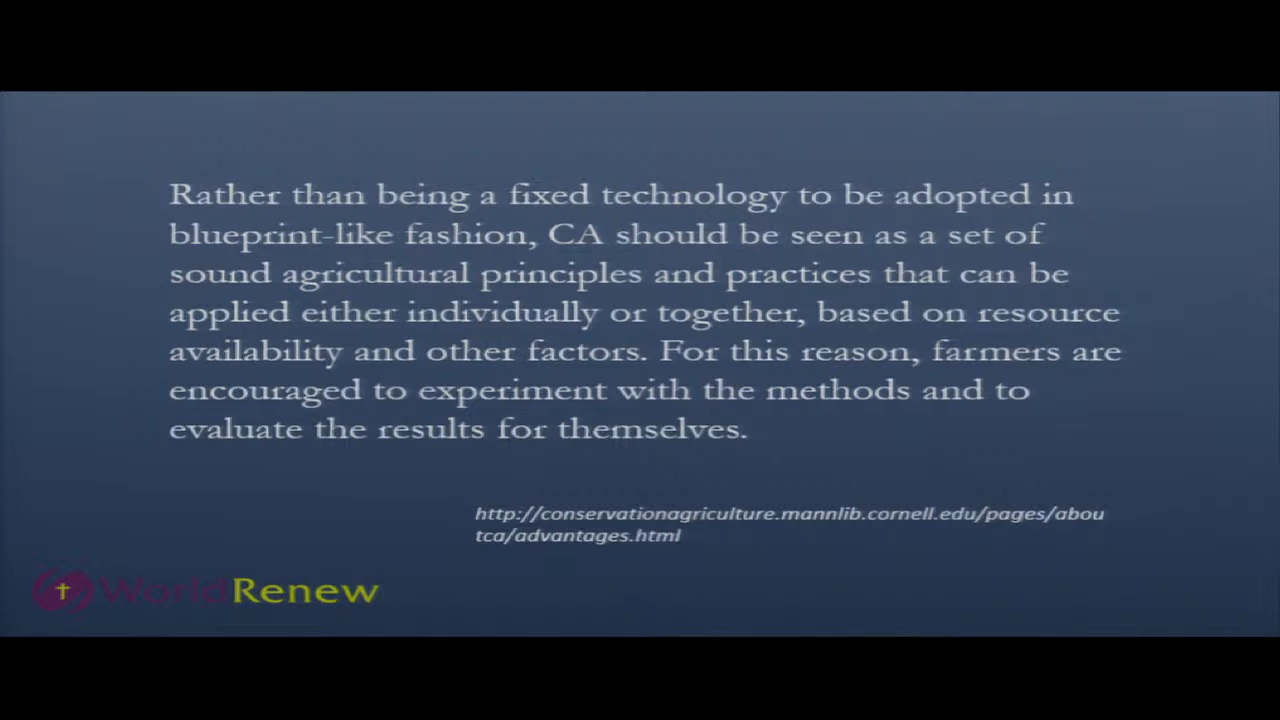 Rather than being a fixed technology to be adopted in
blueprint-like fashion, CA should be seen as a set of
sound agricultural principles and practices that can be
applied either individually or together, based on resource
availability and other factors. For this reason, farmers are
encouraged to experiment with the methods and to
evaluate the results for themselves.
http://conservationagriculture.mannlib.cornell.edu/pages/abou
tca/advantages.html
WorldRenew